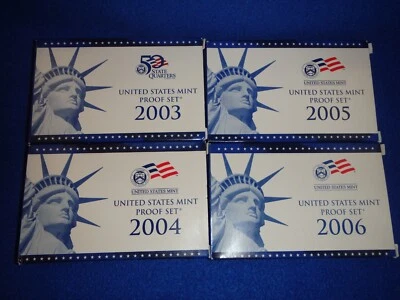 50
STATE
QUARTERS
UNITED STATES MINT
PROOF SET
2003
UNITED STATES MINT
UNITED STATES MINT
PROOF SET
2005
UNITED STATES MINT
UNITED STATES MINT
PROOF SET
2004
UNITED STATES MINT
UNITED STATES MINT
PROOF SET
2006